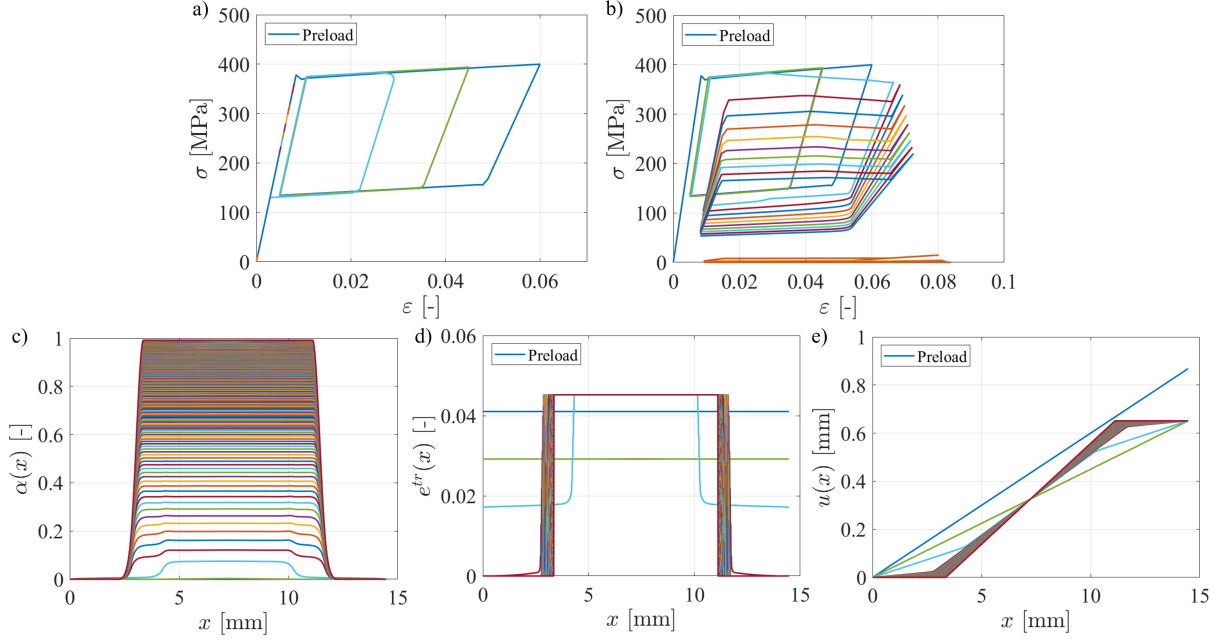 a)
500
400
300
200
100
0
σ [MPa]
Preload
0
0.02
0.04
0.06
ε [-]
b)
500
400
300
200
100
0
σ [MPa]
Preload
0
0.02
0.04
0.06
0.08
0.1
ε [-]
c)
1
0.8
0.6
0.4
0.2
0
α(x) [-]
0
5
10
15
x [mm]
d)
0.06
0.04
0.02
0
e^{tr}(x) [-]
Preload
0
5
10
15
x [mm]
e)
1
0.8
0.6
0.4
0.2
0
u(x) [mm]
Preload
0
5
10
15
x [mm]